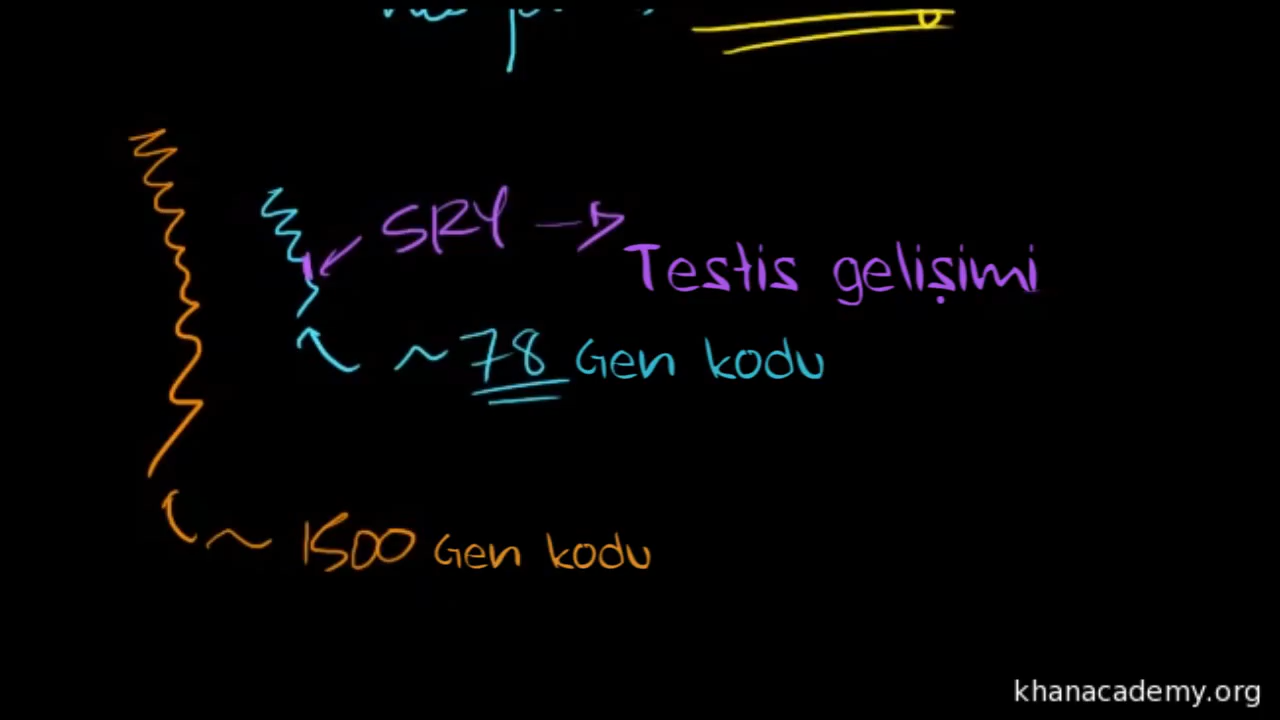 SRY
Testis gelişimi
~78 Gen kodu
~1500 Gen kodu
khanacademy.org